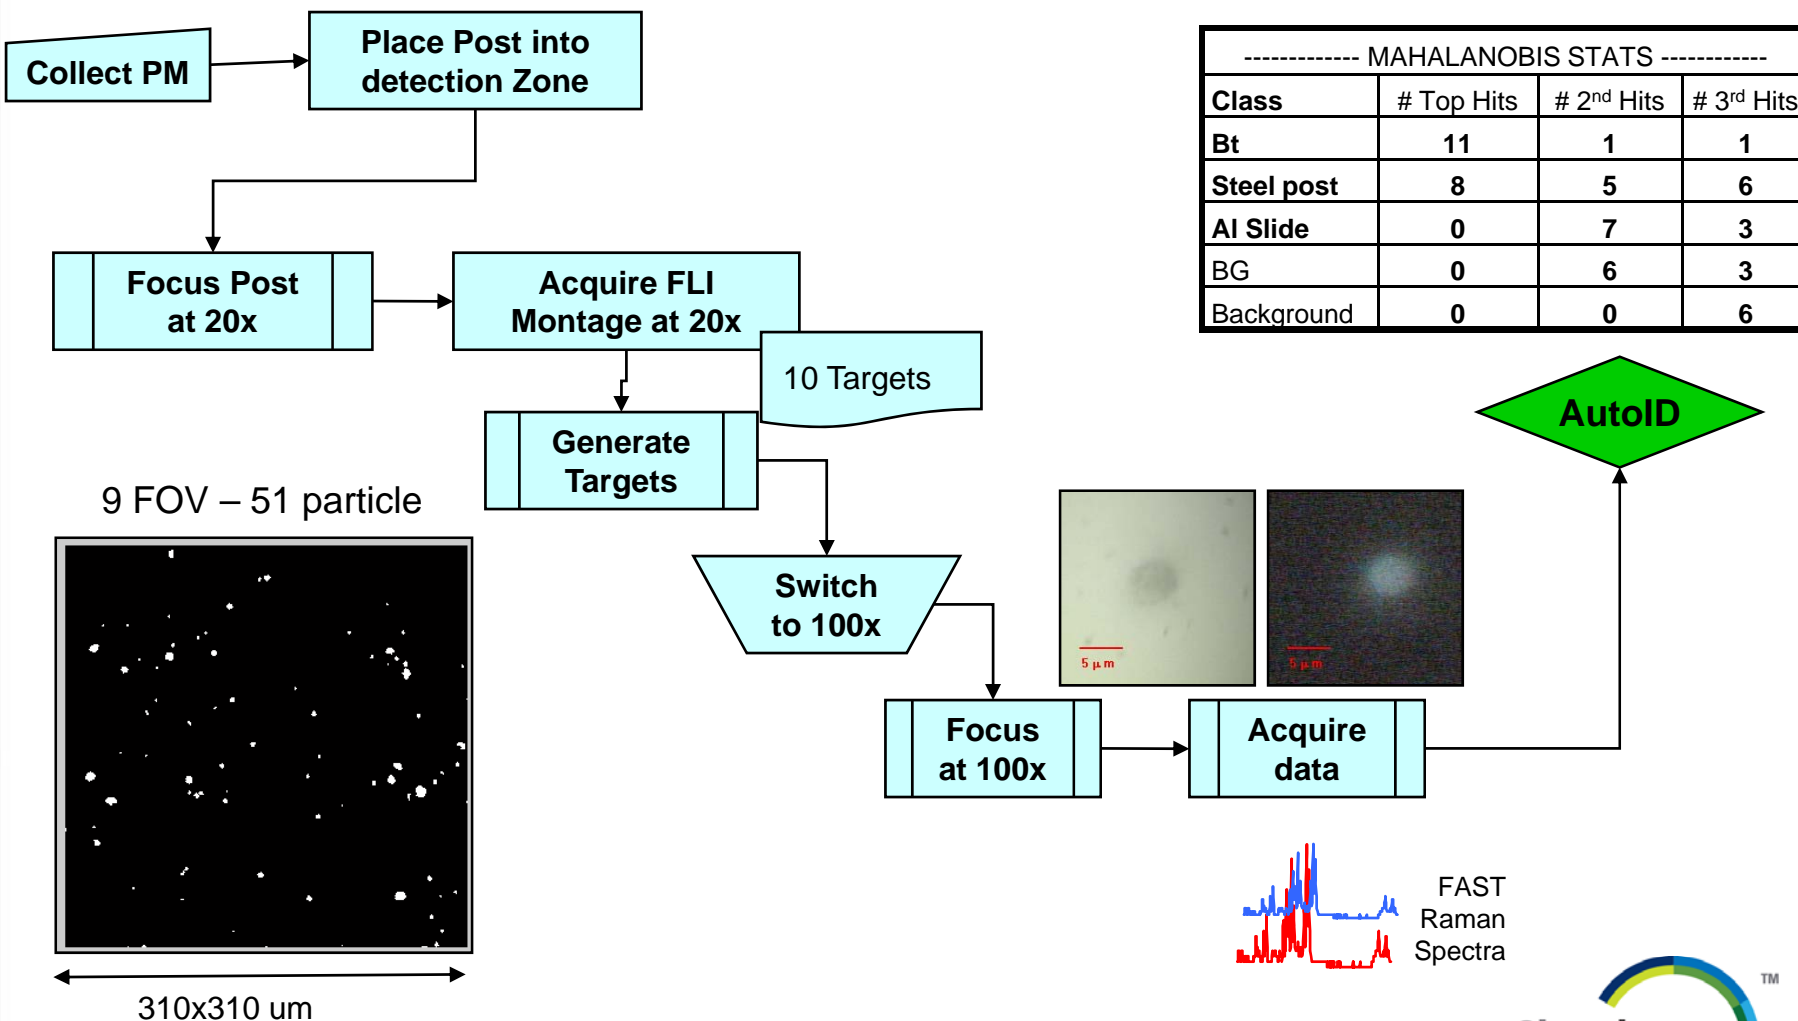 Collect PM
Place Post into
detection Zone
------------- MAHALANOBIS STATS ------------
Class # Top Hits # 2nd Hits # 3rd Hits
Bt 11 1 1
Steel post 8 5 6
Al Slide 0 7 3
BG 0 6 3
Background 0 0 6
Focus Post
at 20x
Acquire FLI
Montage at 20x
10 Targets
Generate
Targets
AutoID
9 FOV – 51 particle
Switch
to 100x
5 µm
5 µm
Focus
at 100x
Acquire
data
FAST
Raman
Spectra
310x310 um
TM